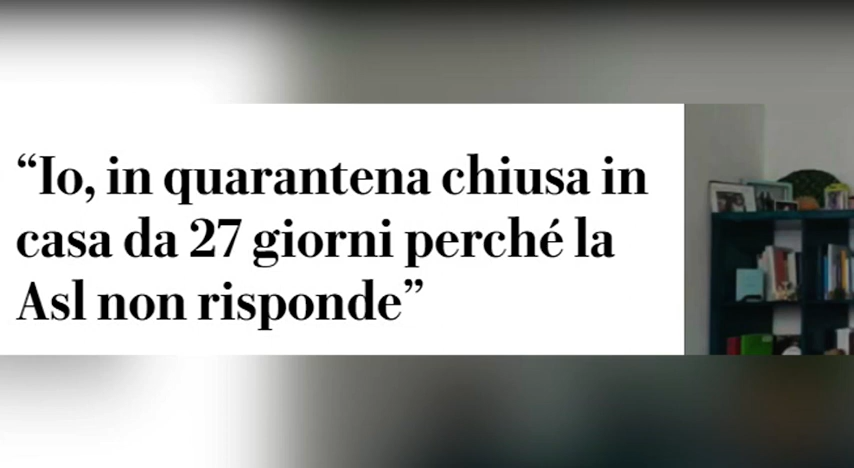 “Io, in quarantena chiusa in
casa da 27 giorni perché la
Asl non risponde”